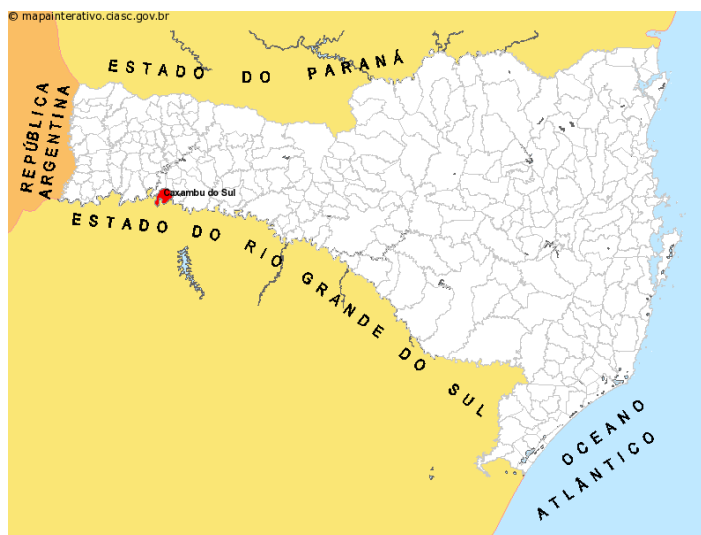 © mapainterativo.ciasc.gov.br
ESTADO DO PARANÁ
REPÚBLICA
ARGENTINA
Caxambu do Sul
ESTADO DO RIO GRANDE DO SUL
OCEANO
ATLÂNTICO